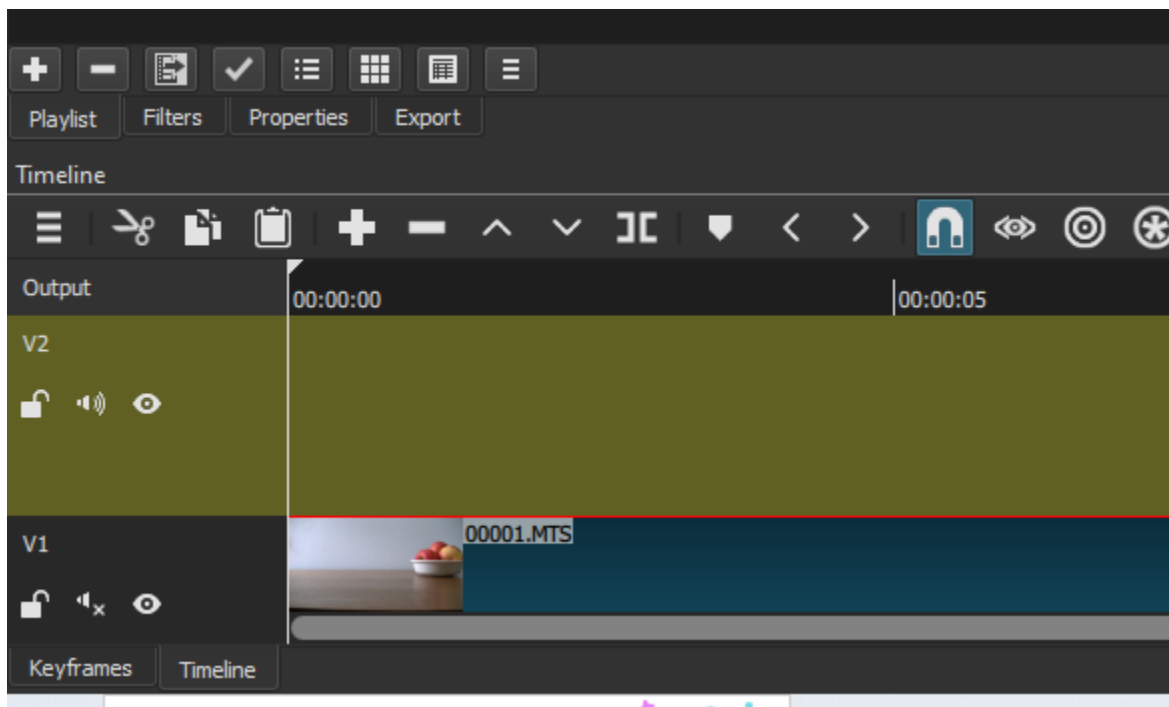 Playlist Filters Properties Export
Timeline
Output 00:00:00 00:00:05
V2
00001.MTS
V1
Keyframes Timeline